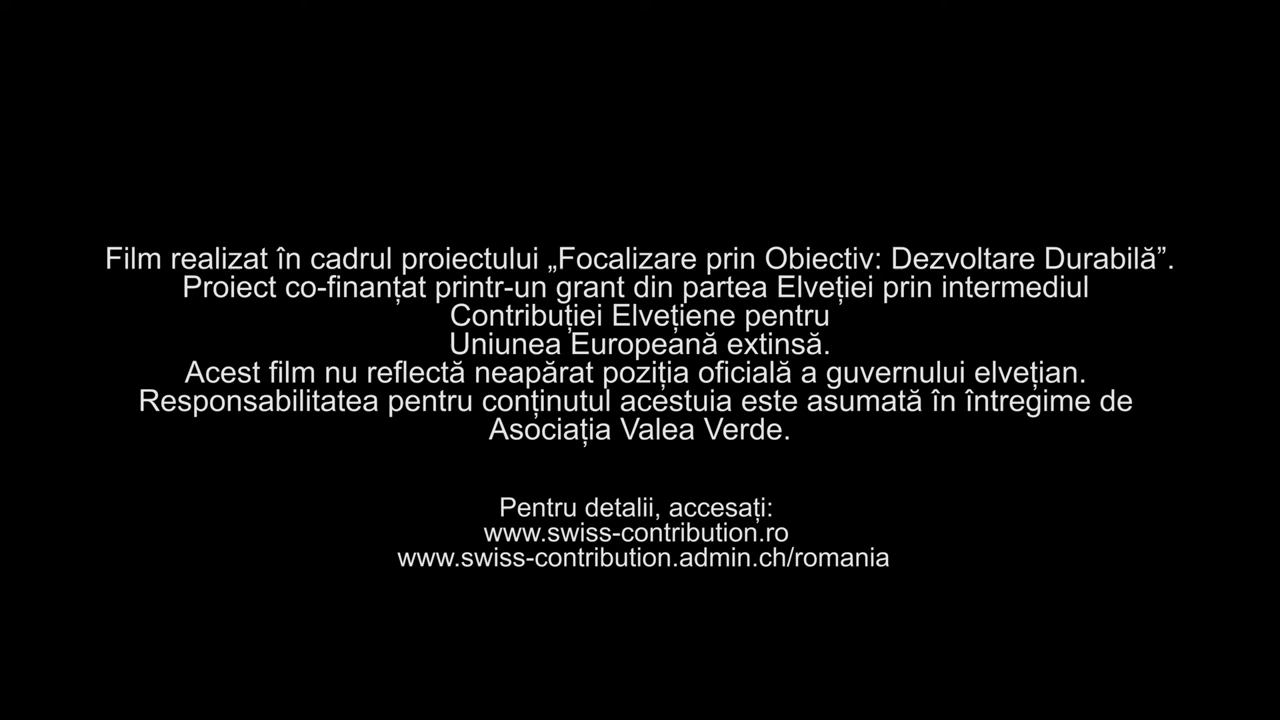 Film realizat în cadrul proiectului „Focalizare prin Obiectiv: Dezvoltare Durabilă”.
Proiect co-finanțat printr-un grant din partea Elveției prin intermediul
Contribuției Elvețiene pentru
Uniunea Europeană extinsă.
Acest film nu reflectă neapărat poziția oficială a guvernului elvețian.
Responsabilitatea pentru conținutul acestuia este asumată în întregime de
Asociația Valea Verde.
Pentru detalii, accesați:
www.swiss-contribution.ro
www.swiss-contribution.admin.ch/romania